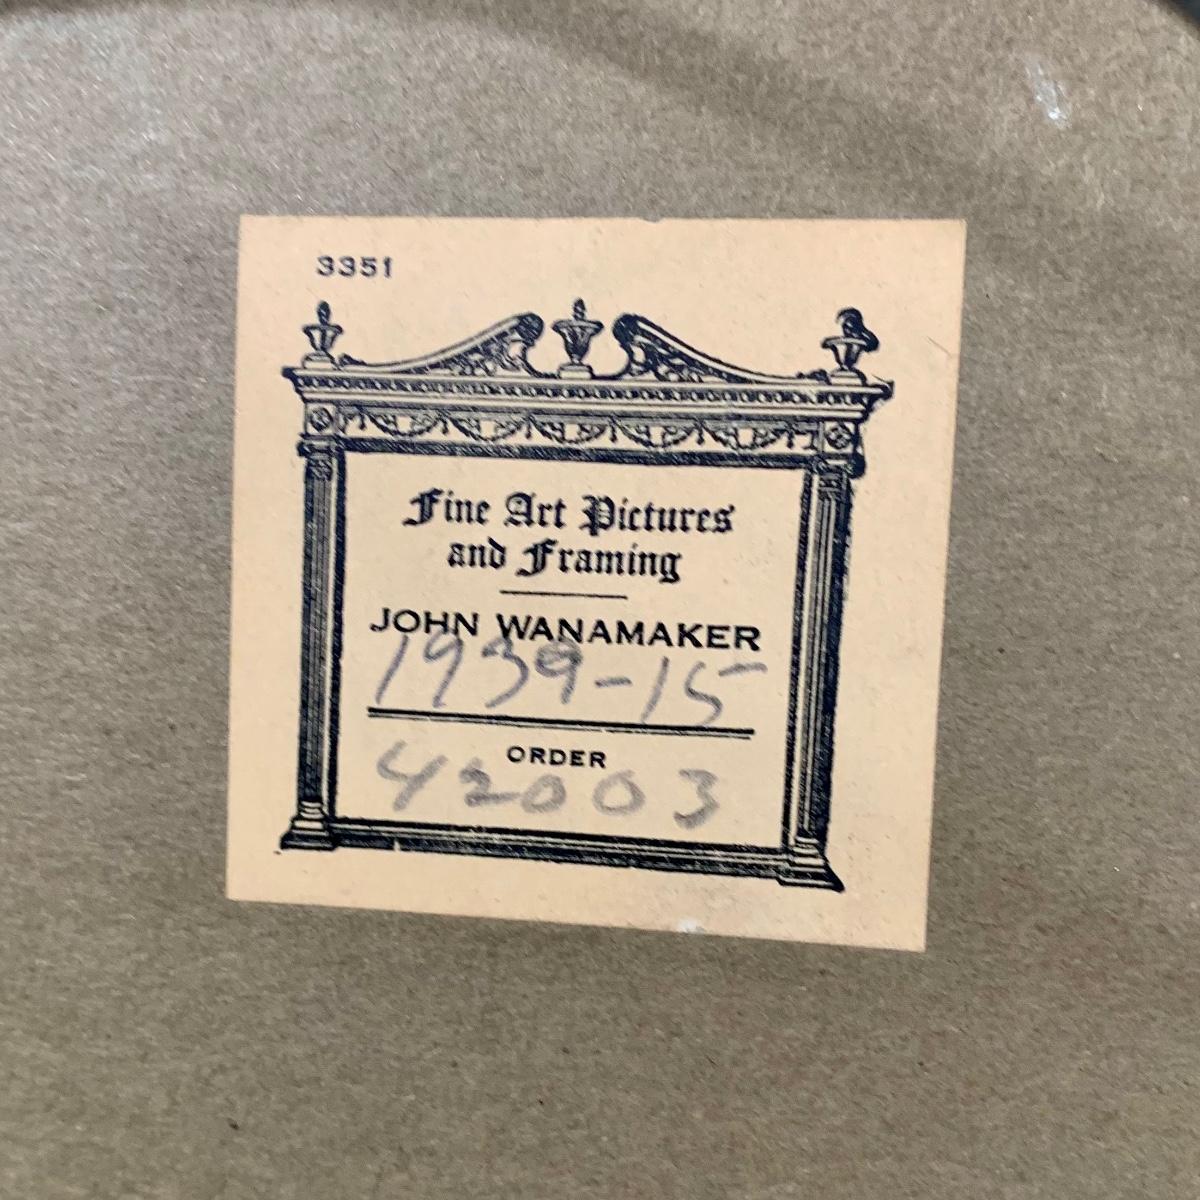 3351
Fine Art Pictures
and Framing
JOHN WANAMAKER
1939-15
ORDER
42003